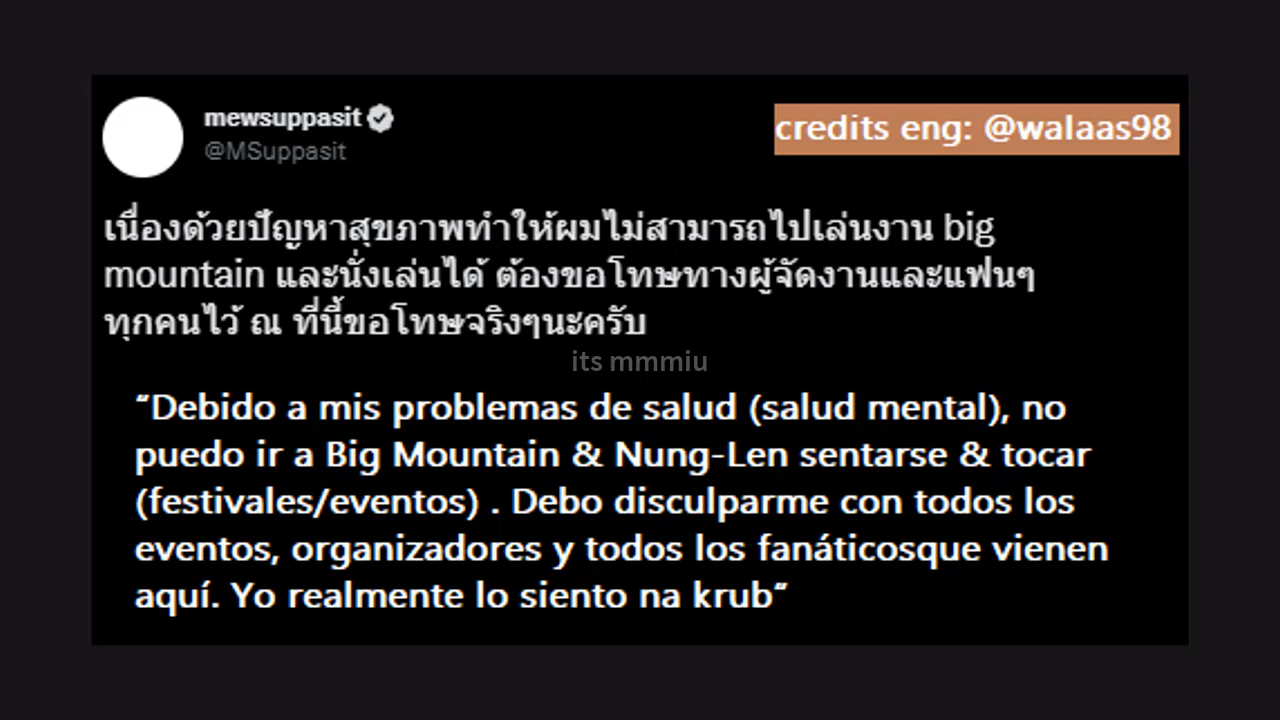 mewsuppasit
@MSuppasit
credits eng: @walaas98
เนื่องด้วยปัญหาสุขภาพทำให้ผมไม่สามารถไปเล่นงาน big
mountain และนั่งเล่นได้ ต้องขอโทษทางผู้จัดงานและแฟนๆ
ทุกคนไว้ ณ ที่นี้ขอโทษจริงๆนะครับ
its mmmiu
“Debido a mis problemas de salud (salud mental), no
puedo ir a Big Mountain & Nung-Len sentarse & tocar
(festivales/eventos) . Debo disculparme con todos los
eventos, organizadores y todos los fanáticosque vienen
aquí. Yo realmente lo siento na krub“